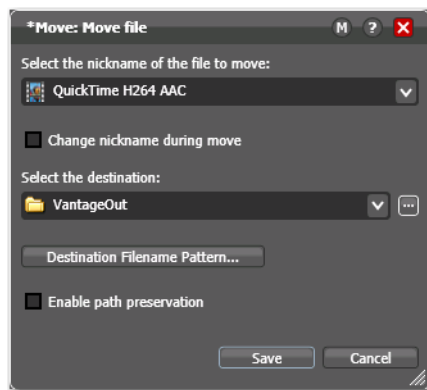 *Move: Move file
M ?
Select the nickname of the file to move:
QuickTime H264 AAC
Change nickname during move
Select the destination:
VantageOut
...
Destination Filename Pattern...
Enable path preservation
Save Cancel